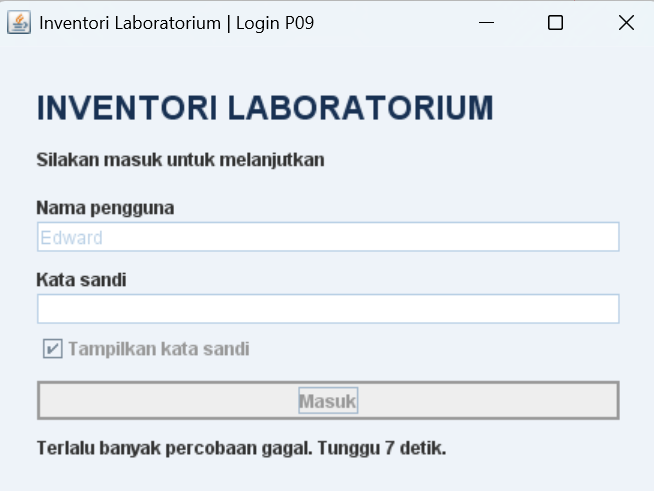 Inventori Laboratorium | Login P09
INVENTORI LABORATORIUM
Silakan masuk untuk melanjutkan
Nama pengguna
Edward
Kata sandi
Tampilkan kata sandi
Masuk
Terlalu banyak percobaan gagal. Tunggu 7 detik.